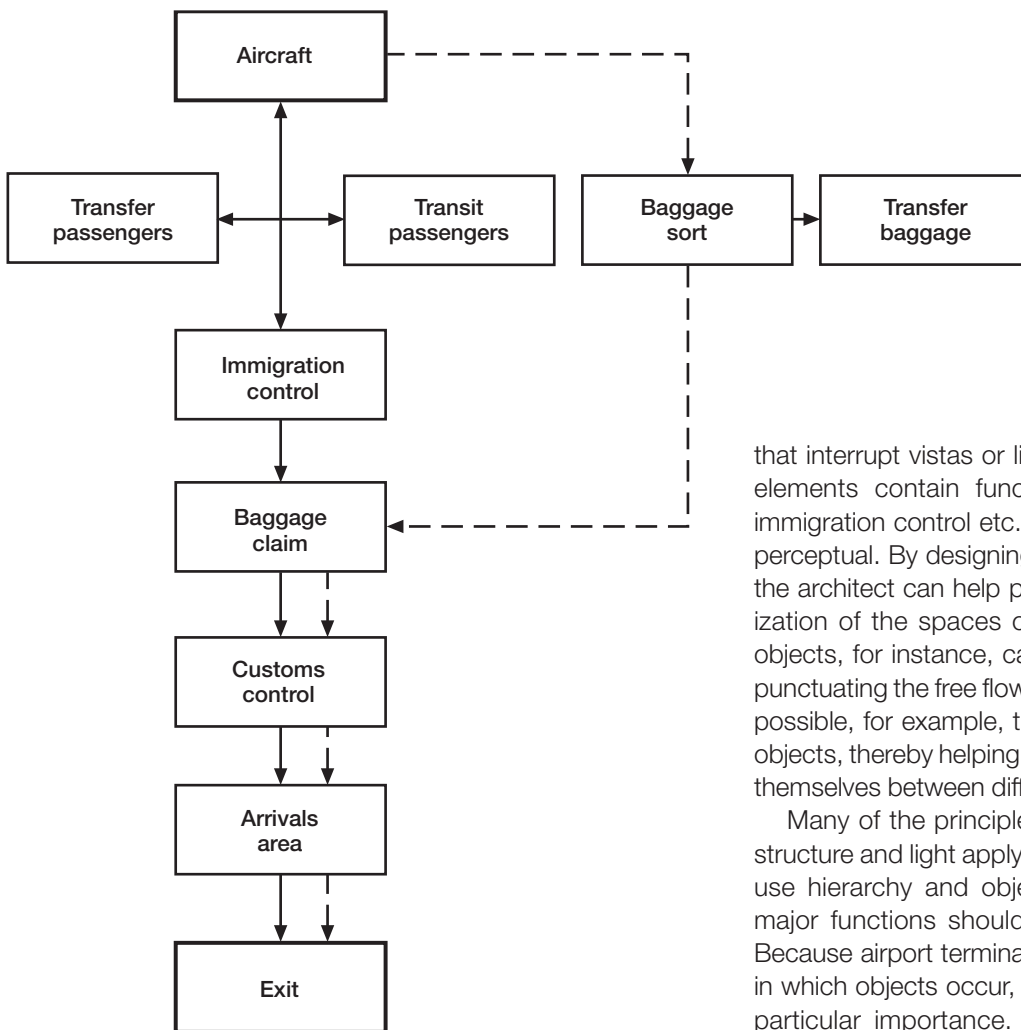 Aircraft
Transfer
passengers
Transit
passengers
Baggage
sort
Transfer
baggage
Immigration
control
Baggage
claim
Customs
control
Arrivals
area
Exit
that interrupt vistas or li
elements contain func
immigration control etc.
perceptual. By designing
the architect can help p
ization of the spaces o
objects, for instance, ca
punctuating the free flow
possible, for example, t
objects, thereby helping
themselves between diff
Many of the principle
structure and light apply
use hierarchy and obje
major functions should
Because airport termina
in which objects occur,
particular importance.